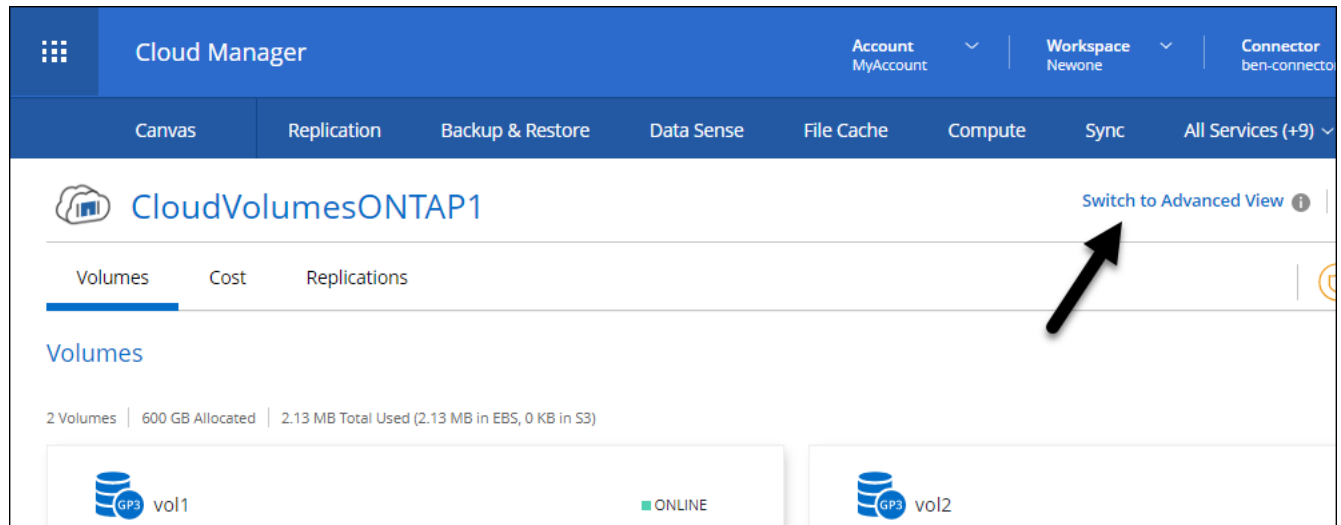 Cloud Manager
Account
MyAccount
Workspace
Newone
Connector
Canvas
Replication
Backup & Restore
Data Sense
File Cache
Compute
Sync
All Services (+9)
CloudVolumesONTAP1
Switch to Advanced View
Volumes
Cost
Replications
Volumes
2 Volumes | 600 GB Allocated | 2.13 MB Total Used (2.13 MB in EBS, 0 KB in S3)
GP3 vol1
ONLINE
GP3 vol2